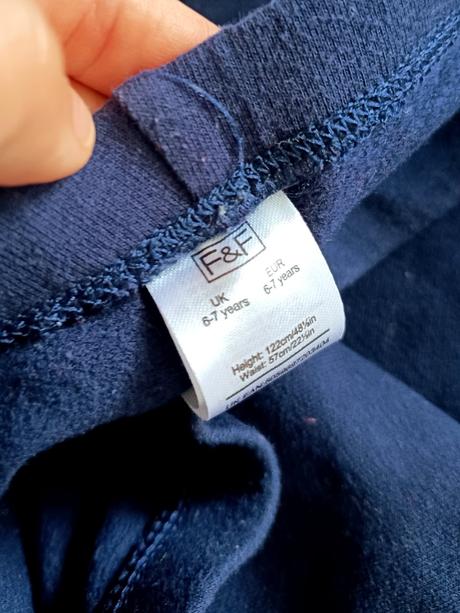 F&F
UK EUR
6-7 years 6-7 years
Height: 122cm/48½in
Waist: 57cm/22½in